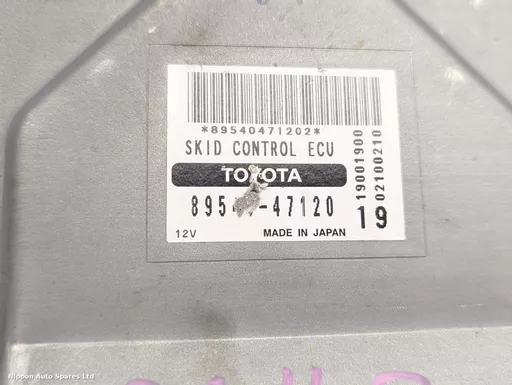 *89540471202*
SKID CONTROL ECU
TOYOTA
47120
12V
MADE IN JAPAN
19
19001900
02100210
Nippon Auto Spares Ltd